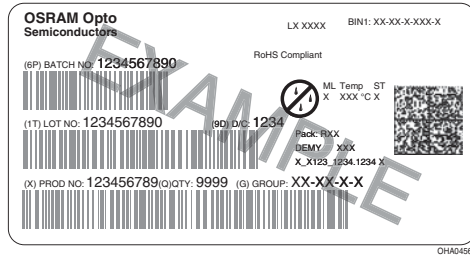 OSRAM Opto
Semiconductors
LX XXXX
BIN1: XX-XX-X-XXX-X
RoHS Compliant
(6P) BATCH NO: 1234567890
ML Temp ST
X XXX °C X
(1T) LOT NO: 1234567890
(9D) D/C: 1234
Pack: RXX
DEMY XXX
X_X123_1234.1234 X
(X) PROD NO: 123456789(Q)QTY: 9999 (G) GROUP: XX-XX-X-X
EXAMPLE
OHA0456